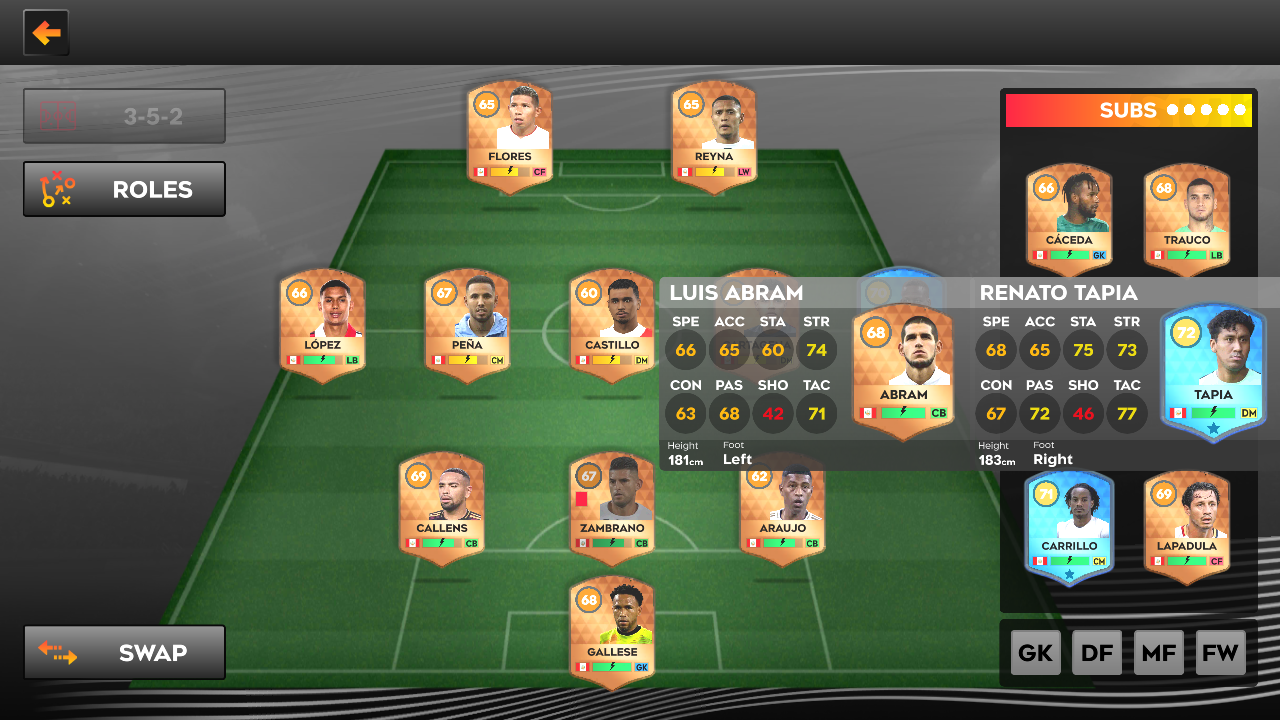 3-5-2
ROLES
65
FLORES
CF
65
REYNA
LW
SUBS
66
CÁCEDA
GK
68
TRAUCO
LB
66
LÓPEZ
LB
67
PEÑA
CM
60
CASTILLO
DM
LUIS ABRAM
SPE ACC STA STR
66 65 60 74
CON PAS SHO TAC
63 68 42 71
Height Foot
181cm Left
68
ABRAM
CB
RENATO TAPIA
SPE ACC STA STR
68 65 75 73
CON PAS SHO TAC
67 72 46 77
Height Foot
183cm Right
72
TAPIA
DM
69
CALLENS
CB
67
ZAMBRANO
CB
62
ARAUJO
CB
71
CARRILLO
CM
69
LAPADULA
CF
68
GALLESE
GK
SWAP
GK DF MF FW